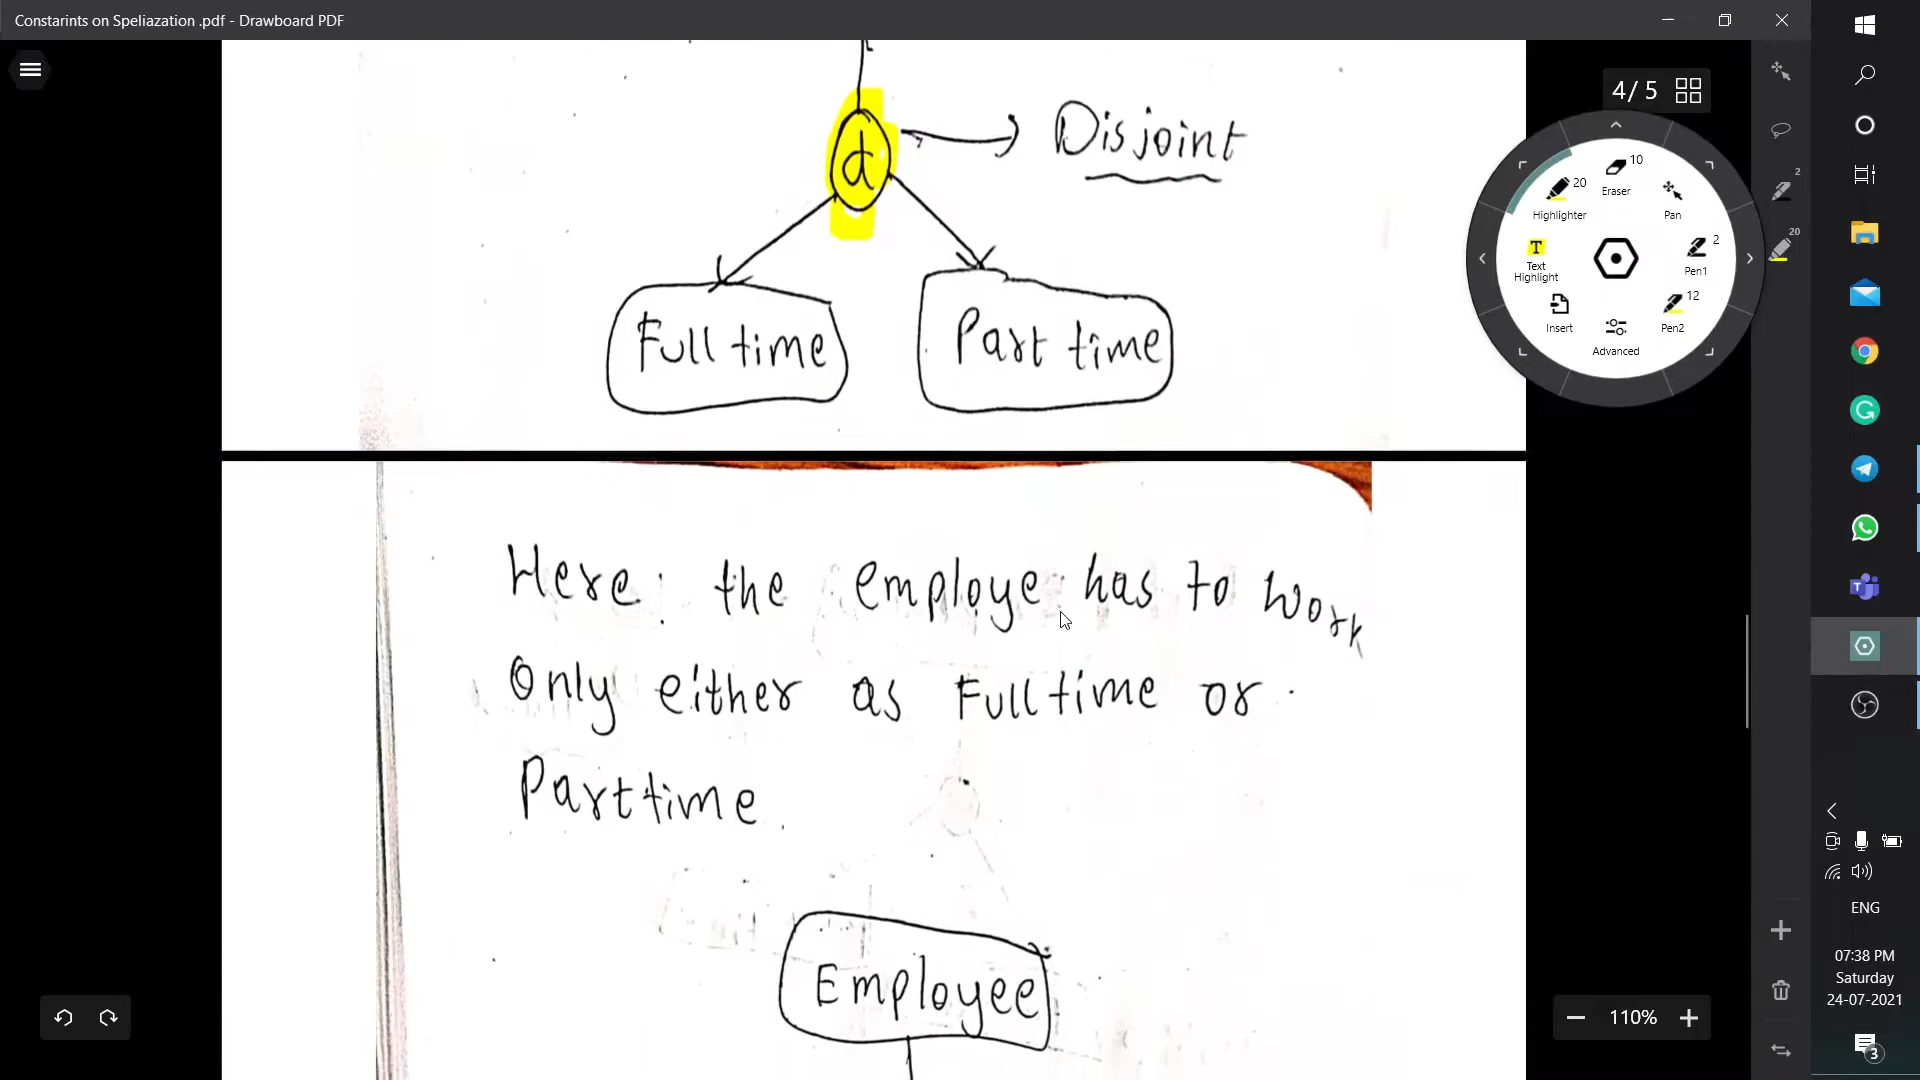 Constarints on Speliazation .pdf - Drawboard PDF
4/ 5
d
Disjoint
Full time
Part time
10
Eraser
20
Highlighter
Pan
T
Text
Highlight
2
Pen1
Insert
12
Pen2
Advanced
2
20
Here: the employe has to work
Only either as Fulltime or
Parttime.
Employee
110%
ENG
07:38 PM
Saturday
24-07-2021
3